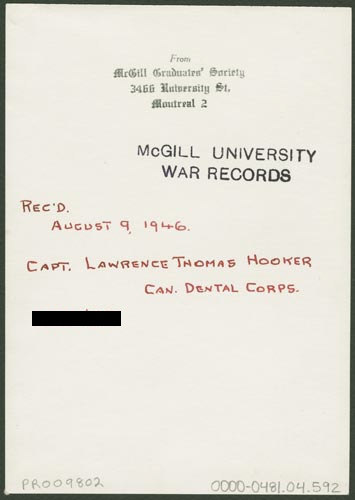 From
McGill Graduates' Society
3466 University St,
Montreal 2
McGILL UNIVERSITY
WAR RECORDS
REC'D.
AUGUST 9, 1946.
CAPT. LAWRENCE THOMAS HOOKER
CAN. DENTAL CORPS.
PR009802
0000-0481.04.592